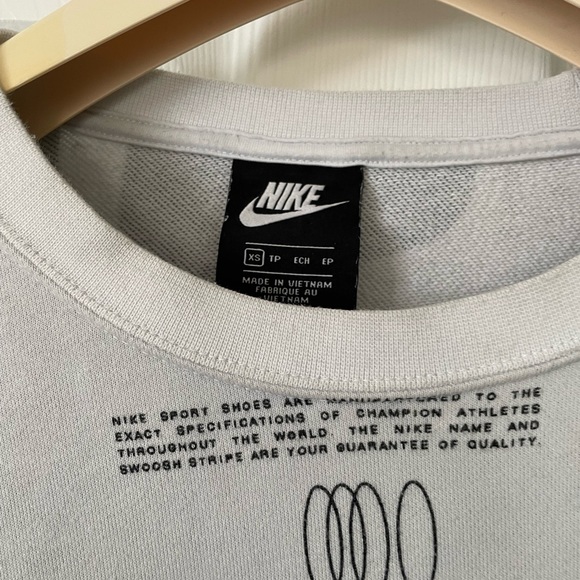 NIKE
XS TP ECH EP
MADE IN VIETNAM
FABRIQUE AU
VIETNAM
NIKE SPORT SHOES ARE MANUFACTURED TO THE
EXACT SPECIFICATIONS OF CHAMPION ATHLETES
THROUGHOUT THE WORLD. THE NIKE NAME AND
SWOOSH STRIPE ARE YOUR GUARANTEE OF QUALITY.